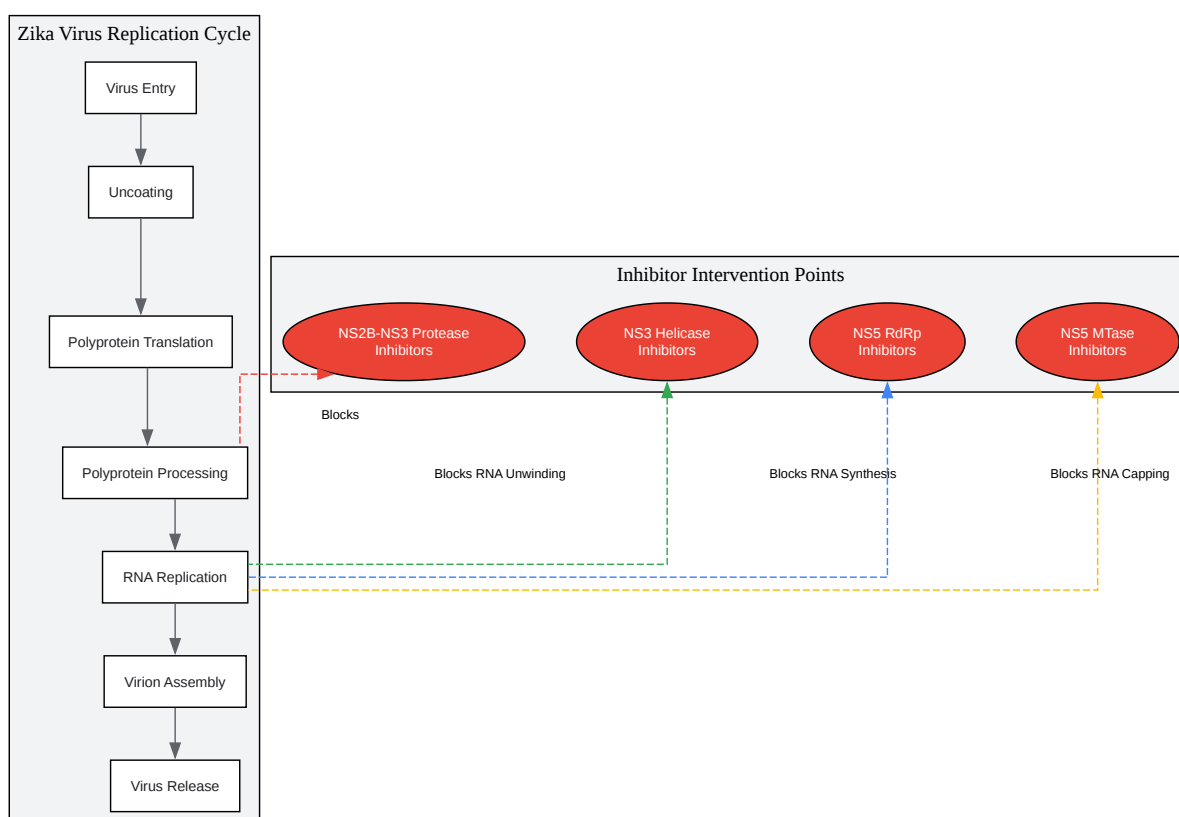 Zika Virus Replication Cycle
Virus Entry
Uncoating
Polyprotein Translation
Polyprotein Processing
RNA Replication
Virion Assembly
Virus Release
Inhibitor Intervention Points
NS2B-NS3 Protease
Inhibitors
NS3 Helicase
Inhibitors
NS5 RdRp
Inhibitors
NS5 MTase
Inhibitors
Blocks
Blocks RNA Unwinding
Blocks RNA Synthesis
Blocks RNA Capping